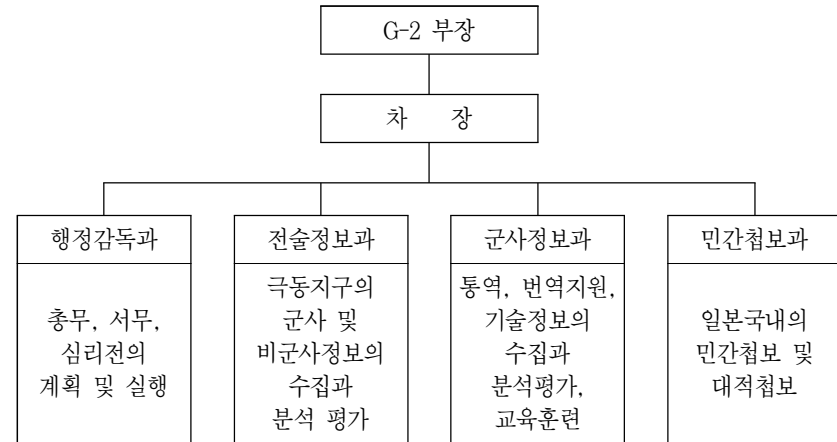 G-2 부장
차 장
행정감독과
총무, 서무,
심리전의
계획 및 실행
전술정보과
극동지구의
군사 및
비군사정보의
수집과
분석 평가
군사정보과
통역, 번역지원,
기술정보의
수집과
분석평가,
교육훈련
민간첩보과
일본국내의
민간첩보 및
대적첩보